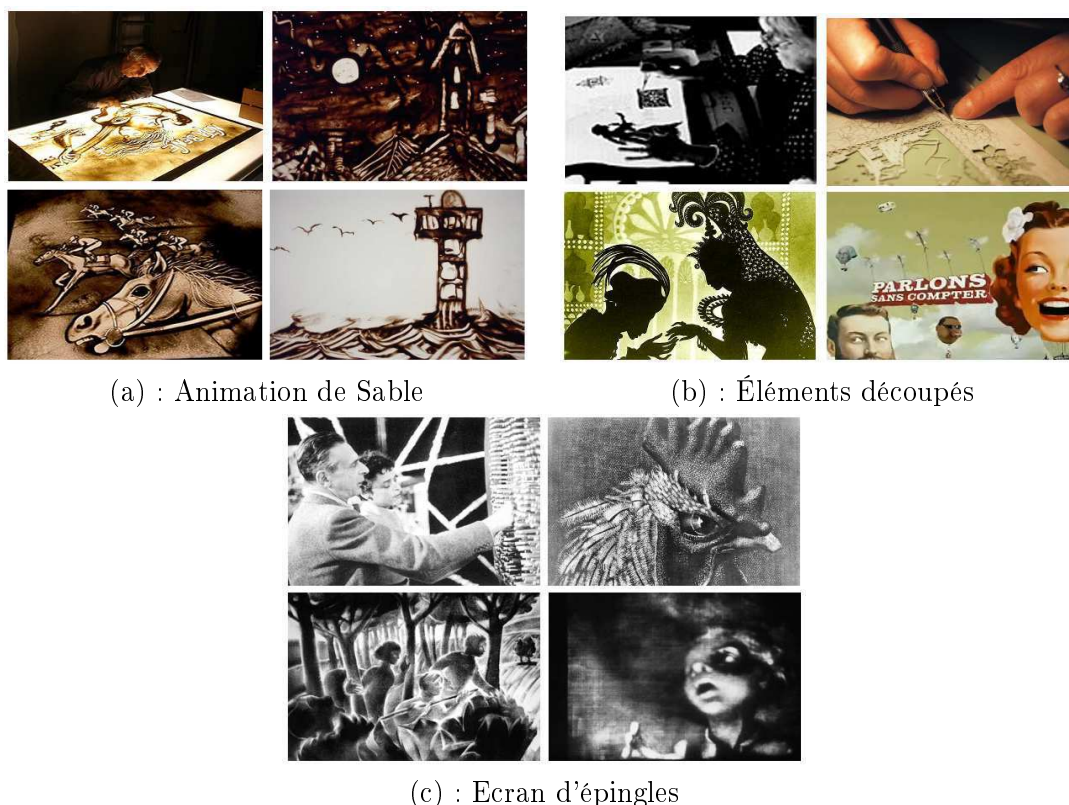 PARLONS
SANS COMPTER
(a) : Animation de Sable
(b) : Éléments découpés
(c) : Ecran d'épingles